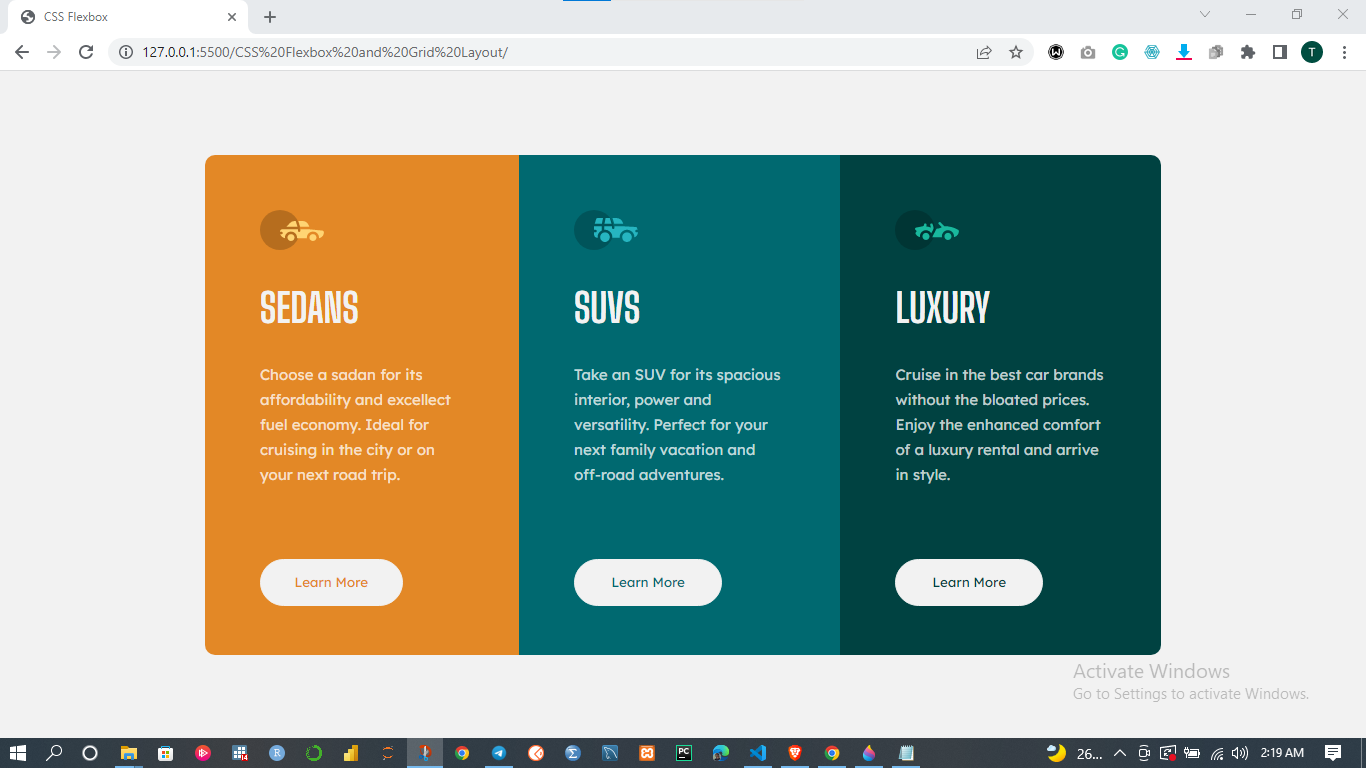 CSS Flexbox
127.0.0.1:5500/CSS%20Flexbox%20and%20Grid%20Layout/
W
G
T
SEDANS
Choose a sadan for its
affordability and excellect
fuel economy. Ideal for
cruising in the city or on
your next road trip.
Learn More
SUVS
Take an SUV for its spacious
interior, power and
versatility. Perfect for your
next family vacation and
off-road adventures.
Learn More
LUXURY
Cruise in the best car brands
without the bloated prices.
Enjoy the enhanced comfort
of a luxury rental and arrive
in style.
Learn More
Activate Windows
Go to Settings to activate Windows.
R
PC
26...
2:19 AM